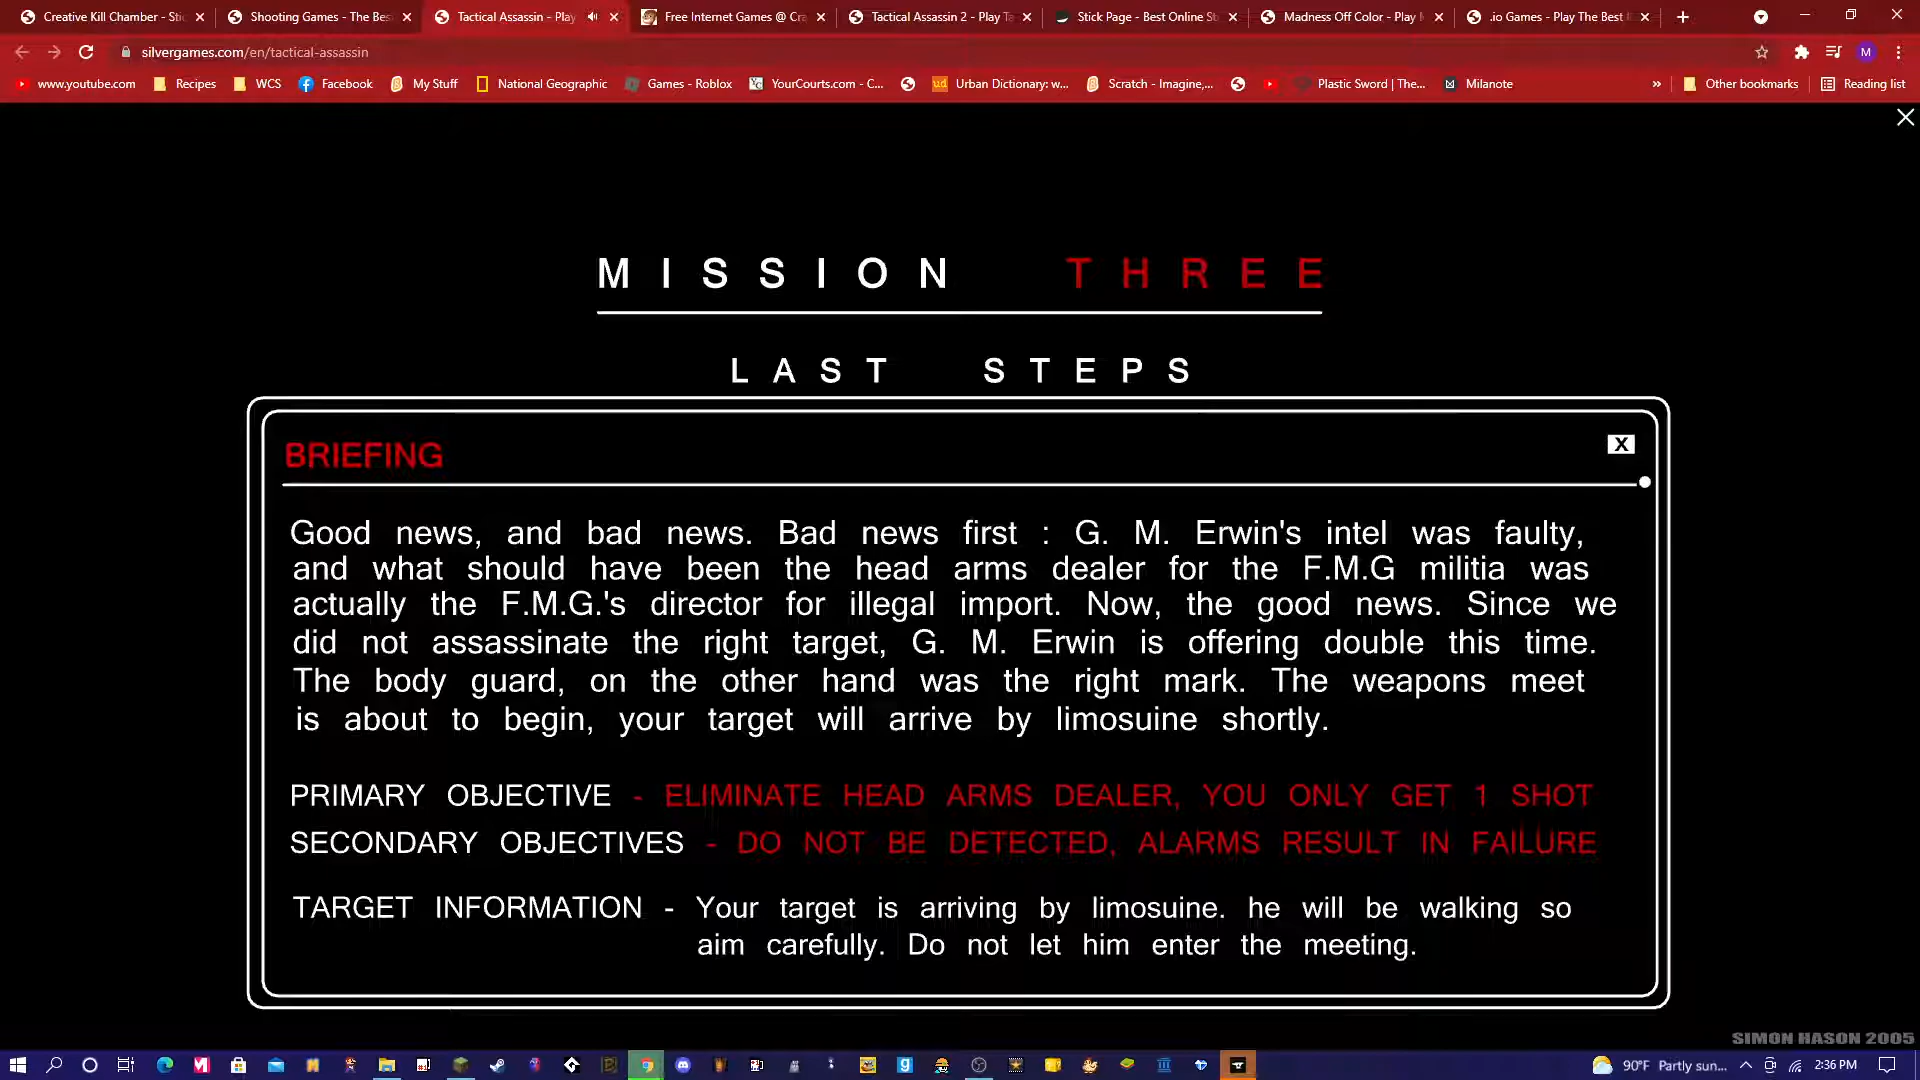 Creative Kill Chamber - Stic
Shooting Games - The Bes
Tactical Assassin - Play
Free Internet Games @ Cra
Tactical Assassin 2 - Play Ta
Stick Page - Best Online St
Madness Off Color - Play M
.io Games - Play The Best I
silvergames.com/en/tactical-assassin
M
www.youtube.com
Recipes
WCS
Facebook
My Stuff
National Geographic
Games - Roblox
YourCourts.com - C...
ud
Urban Dictionary: w...
Scratch - Imagine,...
Plastic Sword | The...
Milanote
»
Other bookmarks
Reading list
MISSION THREE
LAST STEPS
BRIEFING
X
Good news, and bad news. Bad news first : G. M. Erwin's intel was faulty,
and what should have been the head arms dealer for the F.M.G militia was
actually the F.M.G.'s director for illegal import. Now, the good news. Since we
did not assassinate the right target, G. M. Erwin is offering double this time.
The body guard, on the other hand was the right mark. The weapons meet
is about to begin, your target will arrive by limosuine shortly.
PRIMARY OBJECTIVE - ELIMINATE HEAD ARMS DEALER, YOU ONLY GET 1 SHOT
SECONDARY OBJECTIVES - DO NOT BE DETECTED, ALARMS RESULT IN FAILURE
TARGET INFORMATION - Your target is arriving by limosuine. he will be walking so
aim carefully. Do not let him enter the meeting.
SIMON HASON 2005
90°F Partly sun...
2:36 PM